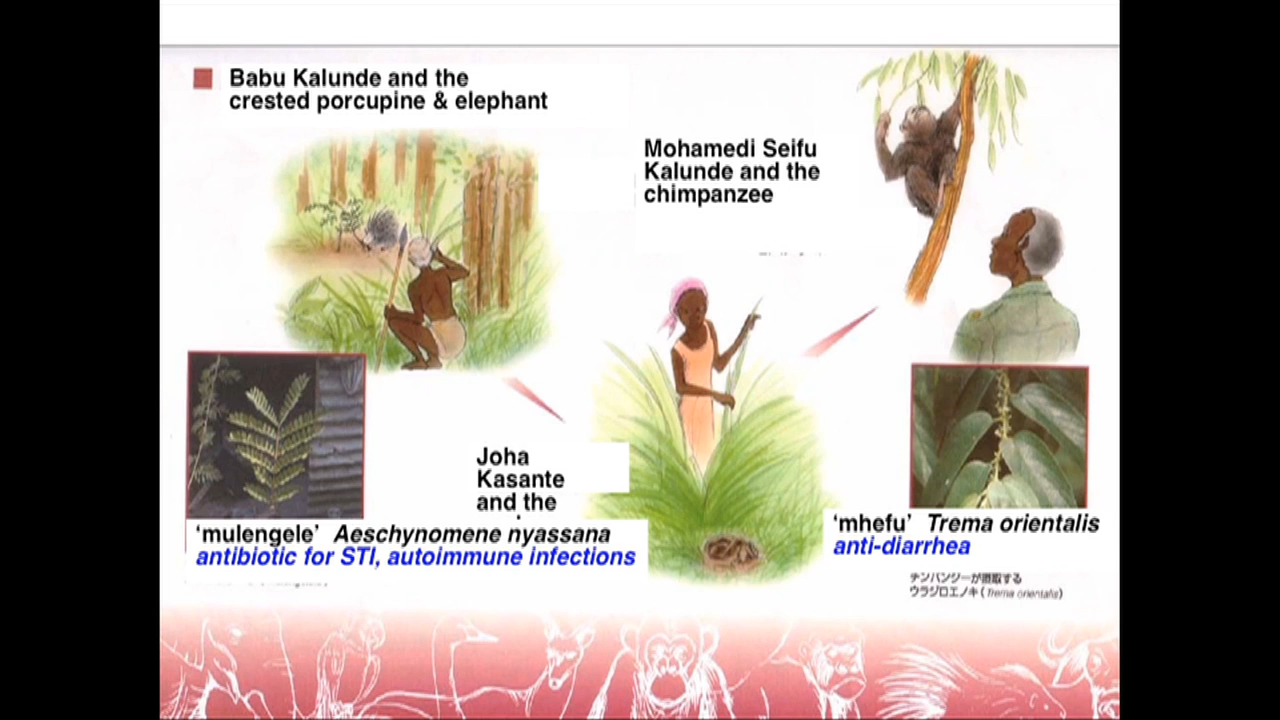 Babu Kalunde and the
crested porcupine & elephant
Mohamedi Seifu
Kalunde and the
chimpanzee
Joha
Kasante
and the
‘mulengele’ Aeschynomene nyassana
antibiotic for STI, autoimmune infections
‘mhefu’ Trema orientalis
anti-diarrhea
チンパンジーが摂取する
ウラジロエノキ(Trema orientalis)